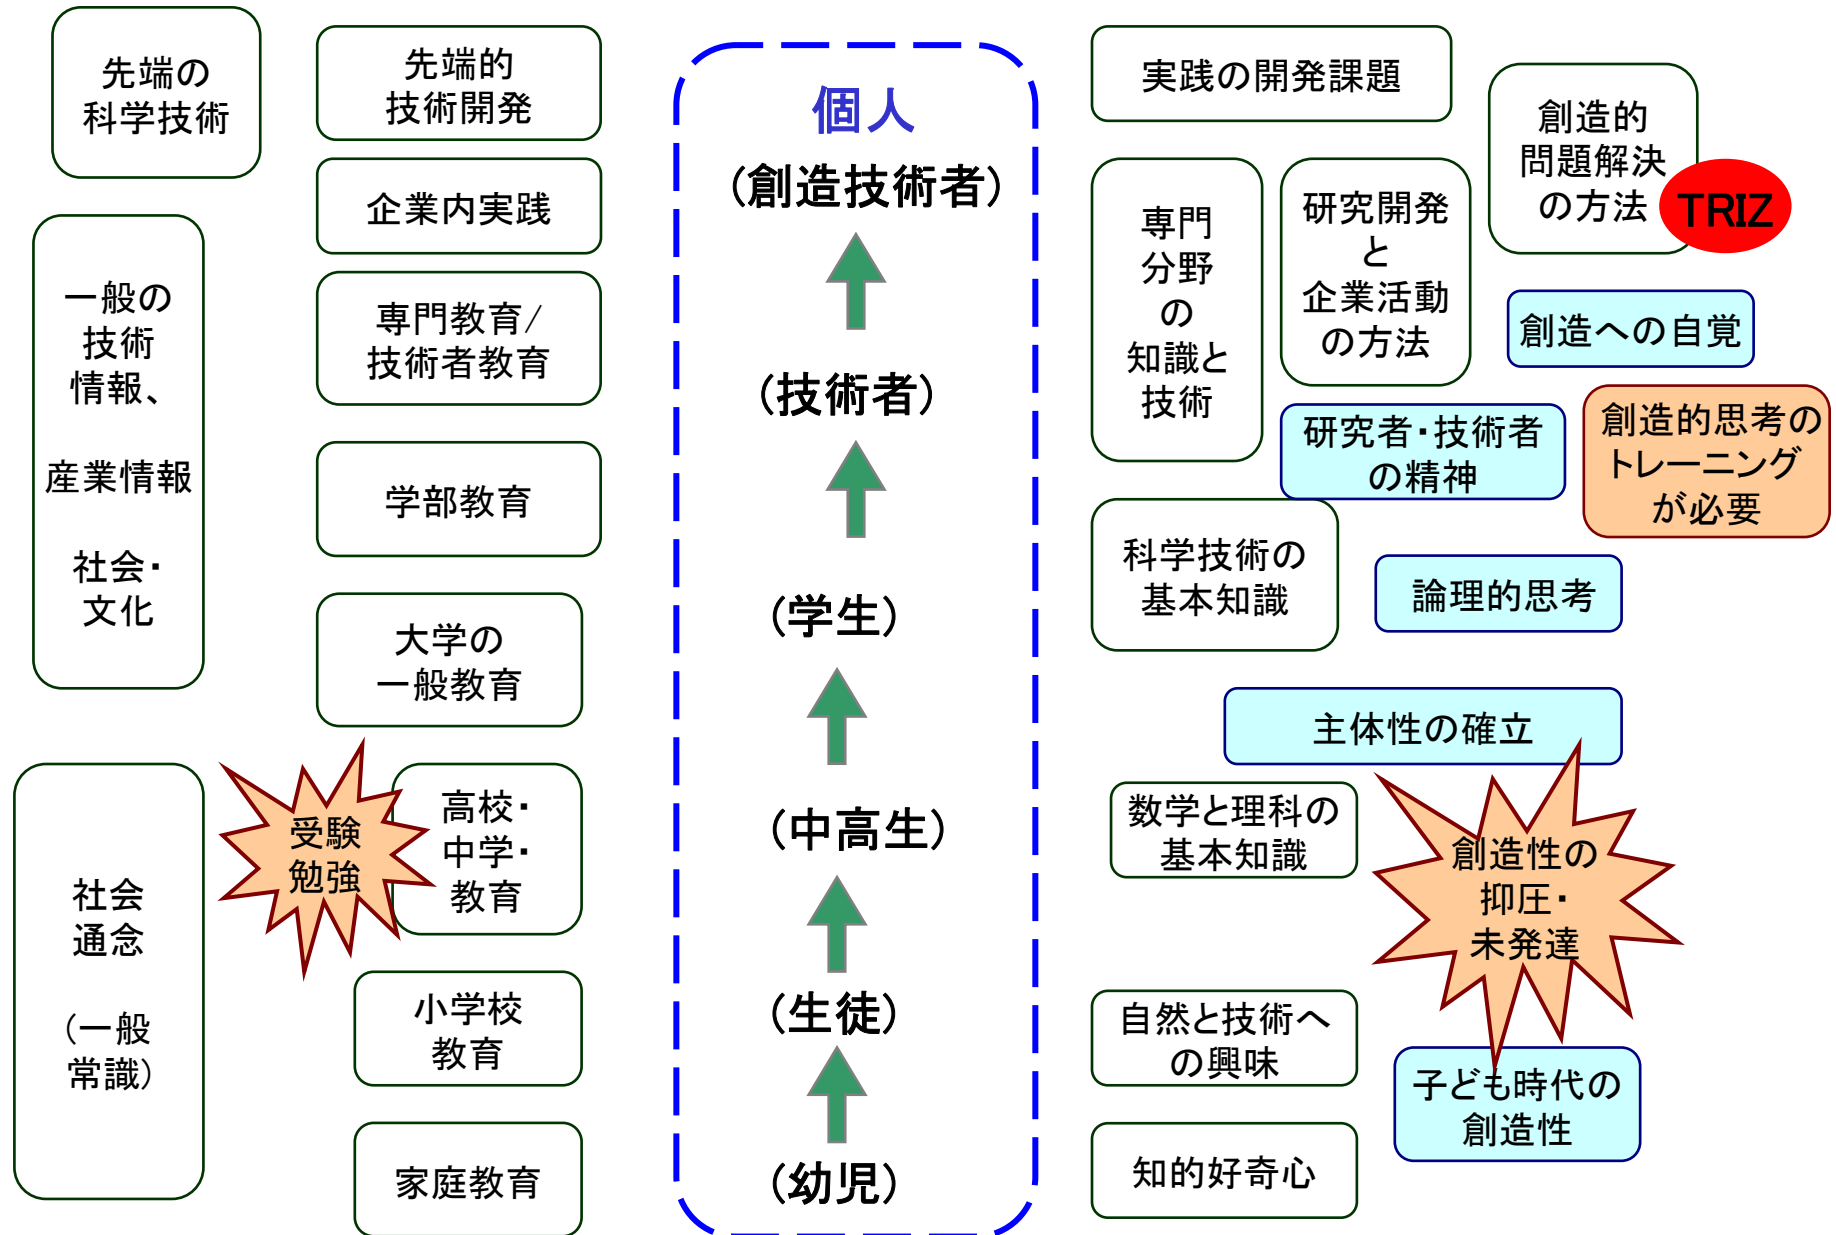 先端の
科学技術
一般の
技術
情報、
産業情報
社会・
文化
社会
通念
(一般
常識)
先端的
技術開発
企業内実践
専門教育/
技術者教育
学部教育
大学の
一般教育
受験
勉強
高校・
中学・
教育
小学校
教育
家庭教育
個人
(創造技術者)
(技術者)
(学生)
(中高生)
(生徒)
(幼児)
実践の開発課題
専門
分野
の
知識と
技術
研究開発
と
企業活動
の方法
創造的
問題解決
の方法
TRIZ
創造への自覚
研究者・技術者
の精神
創造的思考の
トレーニング
が必要
科学技術の
基本知識
論理的思考
主体性の確立
数学と理科の
基本知識
創造性の
抑圧・
未発達
自然と技術へ
の興味
子ども時代の
創造性
知的好奇心